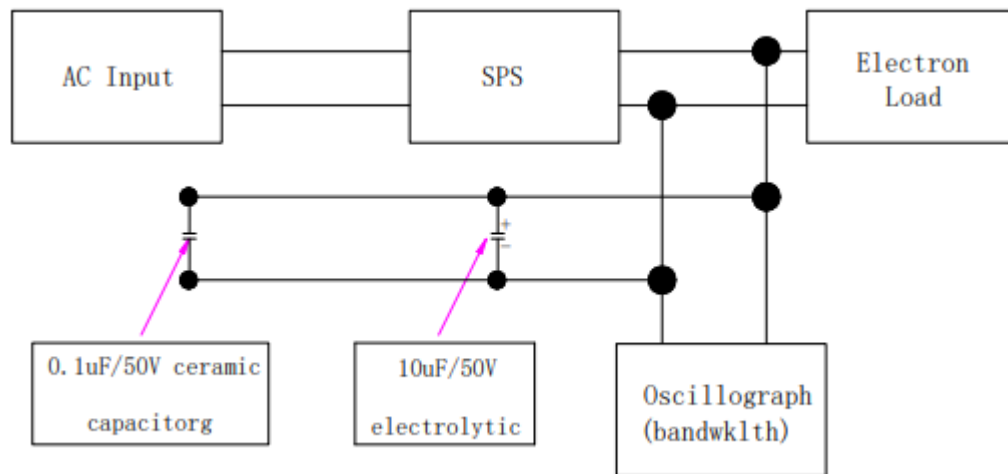 AC Input
SPS
Electron
Load
+
−
0.1uF/50V ceramic
capacitorg
10uF/50V
electrolytic
Oscillograph
(bandwklth)